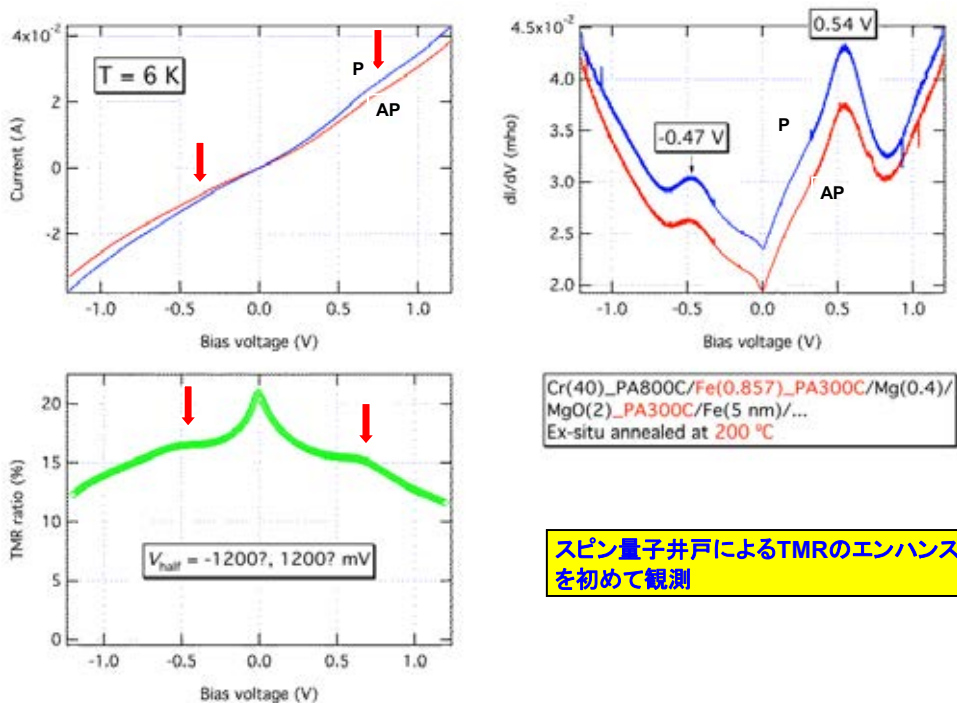 4x10⁻²
2
0
-2
Current (A)
T = 6 K
P
AP
-1.0 -0.5 0.0 0.5 1.0
Bias voltage (V)
4.5x10⁻²
4.0
3.5
3.0
2.5
2.0
dI/dV (mho)
0.54 V
-0.47 V
P
AP
-1.0 -0.5 0.0 0.5 1.0
Bias voltage (V)
20
15
10
5
0
TMR ratio (%)
V_half = -1200?, 1200? mV
-1.0 -0.5 0.0 0.5 1.0
Bias voltage (V)
Cr(40)_PA800C/Fe(0.857)_PA300C/Mg(0.4)/
MgO(2)_PA300C/Fe(5 nm)/...
Ex-situ annealed at 200 ºC
スピン量子井戸によるTMRのエンハンス
を初めて観測